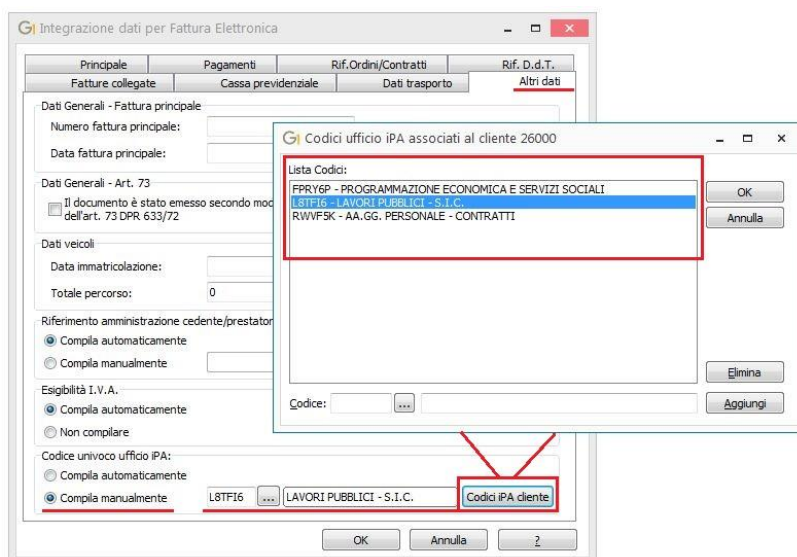 Integrazione dati per Fattura Elettronica
Principale Pagamenti Rif.Ordini/Contratti Rif. D.d.T.
Fatture collegate Cassa previdenziale Dati trasporto Altri dati
Dati Generali - Fattura principale
Numero fattura principale:
Data fattura principale:
Dati Generali - Art. 73
Il documento è stato emesso secondo
dell'art. 73 DPR 633/72
Dati veicoli
Data immatricolazione:
Totale percorso: 0
Riferimento amministrazione
Compila automaticamente
Compila manualmente
Esigibilità I.V.A.
Compila automaticamente
Non compilare
Codice univoco ufficio iPA:
Compila automaticamente
Compila manualmente L8TFI6 ... LAVORI PUBBLICI - S.I.C. Codici iPA cliente
OK Annulla ?
Codici ufficio iPA associati al cliente 26000
Lista Codici:
FPRY6P - PROGRAMMAZIONE ECONOMICA E SERVIZI SOCIALI
L8TFI6 - LAVORI PUBBLICI - S.I.C.
RWVF5K - AA.GG. PERSONALE - CONTRATTI
OK
Annulla
Elimina
Codice: ... Aggiungi